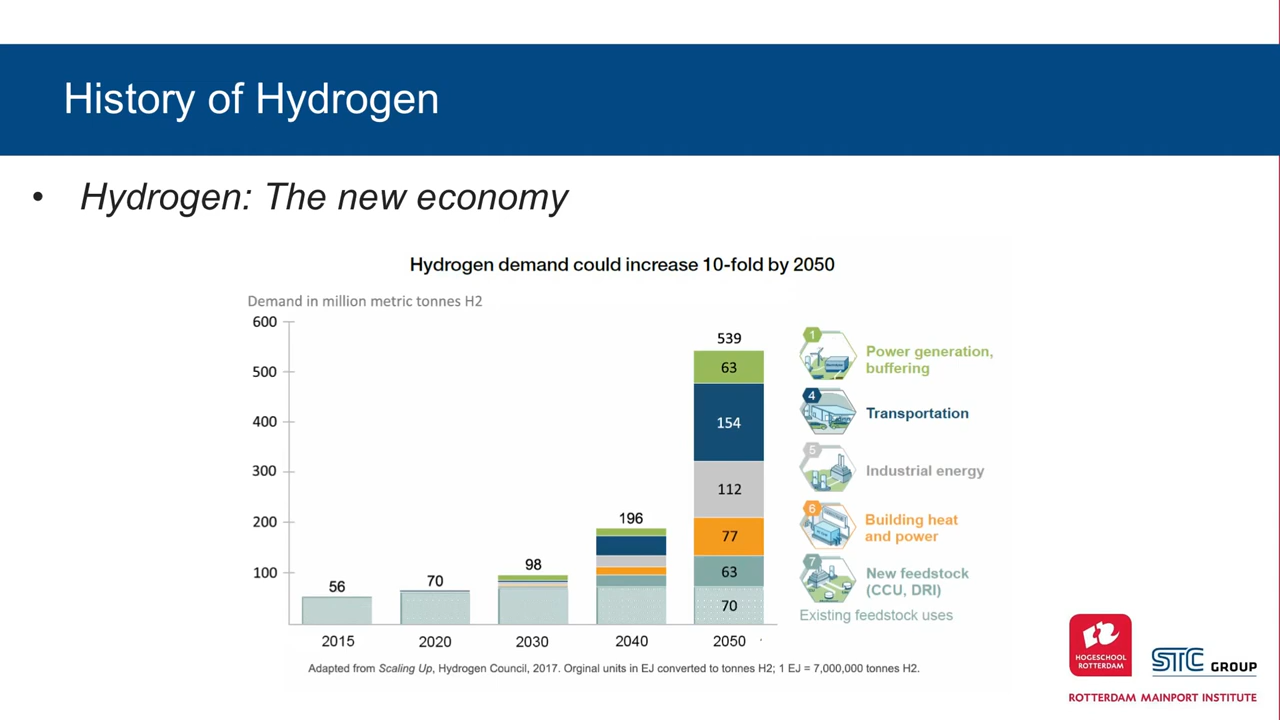 History of Hydrogen
• Hydrogen: The new economy
Hydrogen demand could increase 10-fold by 2050
Demand in million metric tonnes H2
600
500
400
300
200
100
56
70
98
196
539
63
154
112
77
63
70
2015
2020
2030
2040
2050
1
Power generation,
buffering
4
Transportation
5
Industrial energy
6
Building heat
and power
7
New feedstock
(CCU, DRI)
Existing feedstock uses
Adapted from Scaling Up, Hydrogen Council, 2017. Orginal units in EJ converted to tonnes H2; 1 EJ = 7,000,000 tonnes H2.
HOGESCHOOL
ROTTERDAM
STC GROUP
ROTTERDAM MAINPORT INSTITUTE